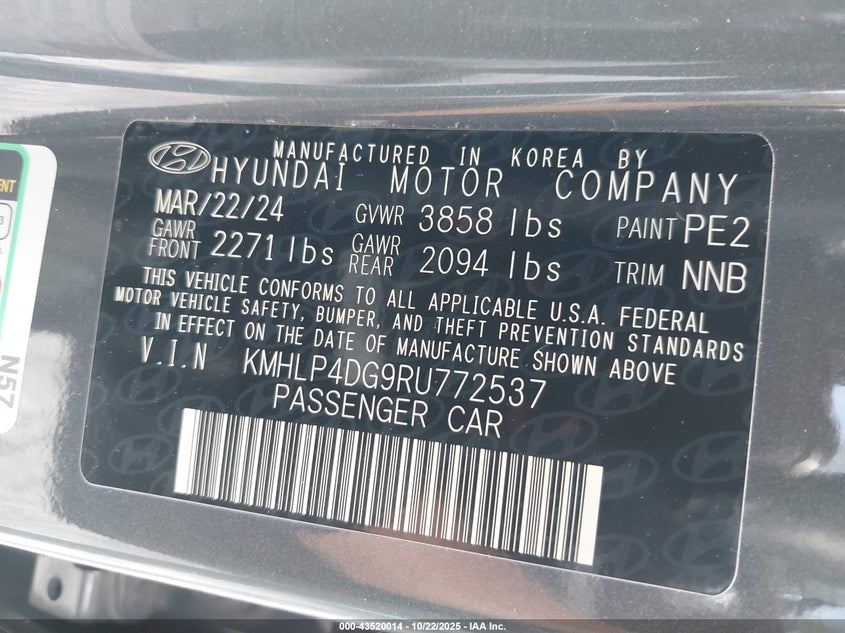 MANUFACTURED IN KOREA BY
HYUNDAI MOTOR COMPANY
MAR/22/24 GVWR 3858 lbs PAINT PE2
GAWR FRONT 2271 lbs GAWR REAR 2094 lbs TRIM NNB
THIS VEHICLE CONFORMS TO ALL APPLICABLE U.S.A. FEDERAL
MOTOR VEHICLE SAFETY, BUMPER, AND THEFT PREVENTION STANDARDS
IN EFFECT ON THE DATE OF MANUFACTURE SHOWN ABOVE
V.I.N KMHLP4DG9RU772537
PASSENGER CAR
N57
000-43520014 - 10/22/2025 - IAA Inc.